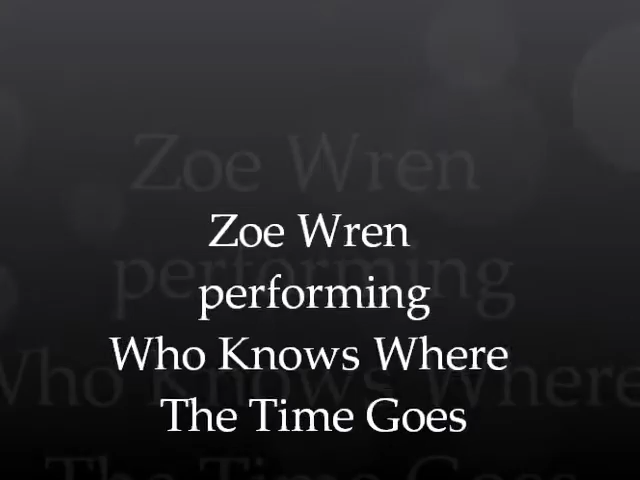 Zoe Wren
performing
Who Knows Where
The Time Goes